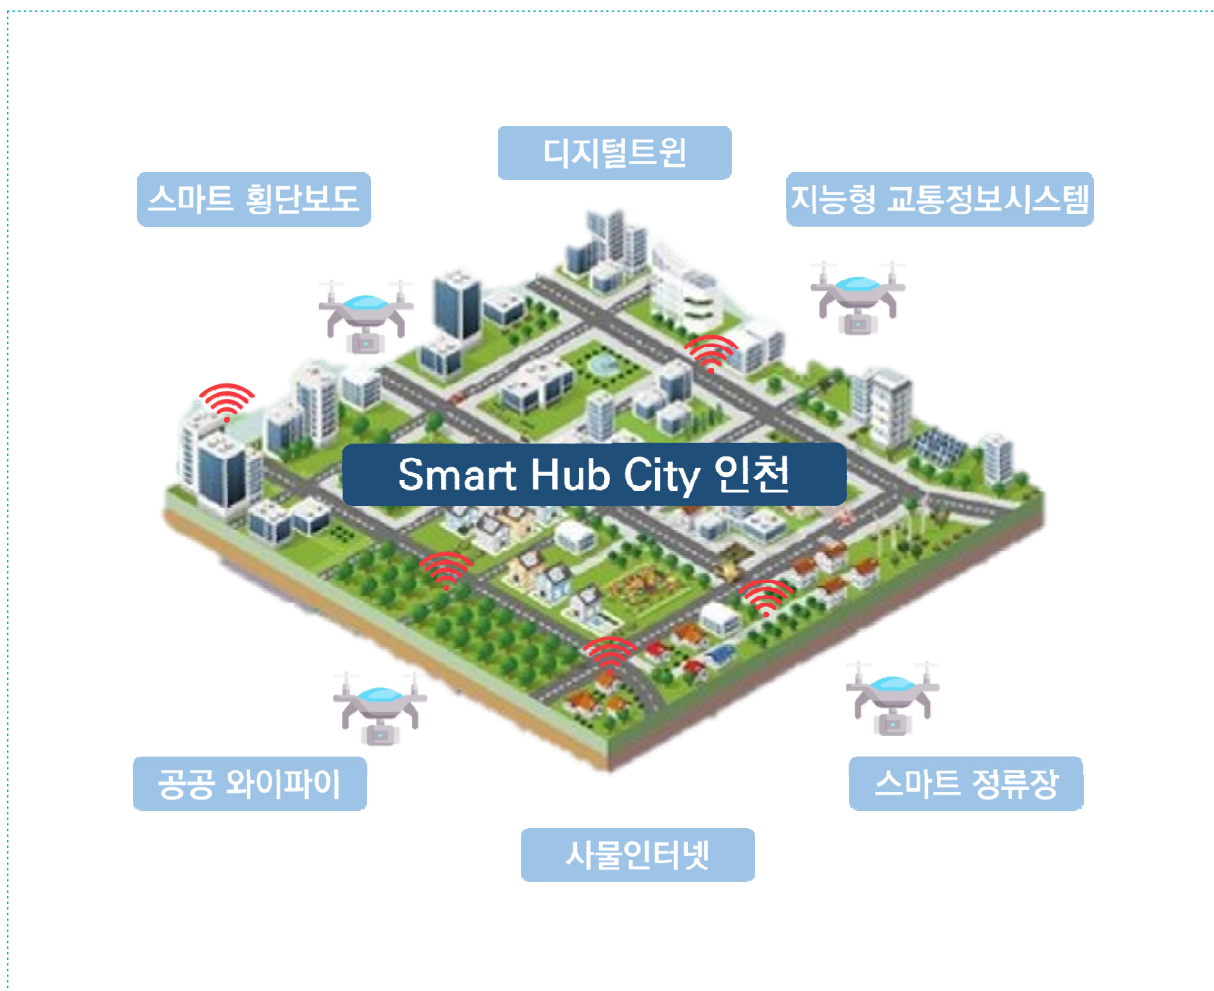 디지털트윈
스마트 횡단보도
지능형 교통정보시스템
Smart Hub City 인천
공공 와이파이
스마트 정류장
사물인터넷